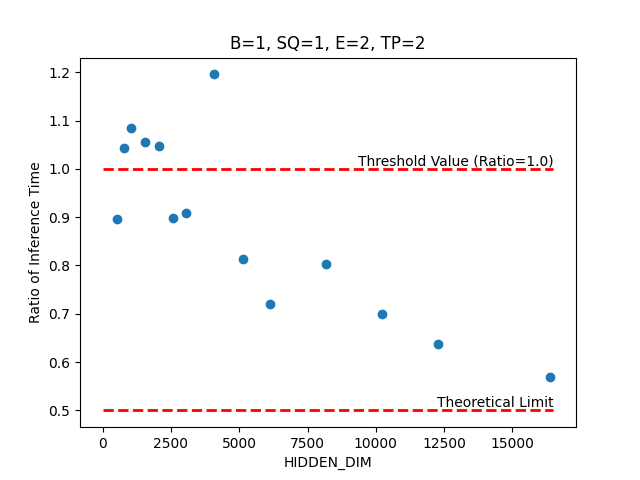 B=1, SQ=1, E=2, TP=2
Ratio of Inference Time
1.2
1.1
1.0
0.9
0.8
0.7
0.6
0.5
Threshold Value (Ratio=1.0)
Theoretical Limit
0 2500 5000 7500 10000 12500 15000
HIDDEN_DIM